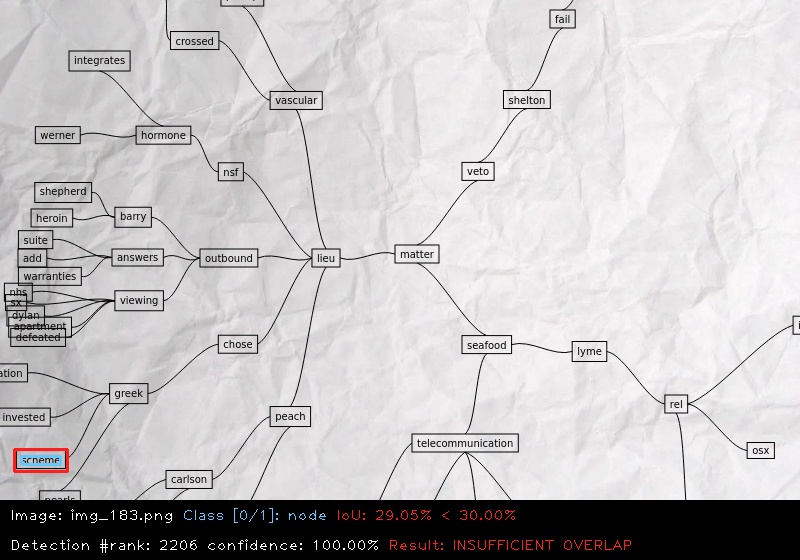 fail
crossed
integrates
vascular
shelton
werner
hormone
nsf
veto
shepherd
heroin
barry
suite
add
answers
outbound
lieu
matter
warranties
nhs
sx
viewing
dylan
apartment
defeated
chose
seafood
lyme
ation
greek
rel
invested
peach
telecommunication
osx
scheme
carlson
pearls
Image: img_183.png Class [0/1]: node IoU: 29.05% < 30.00%
Detection #rank: 2206 confidence: 100.00% Result: INSUFFICIENT OVERLAP